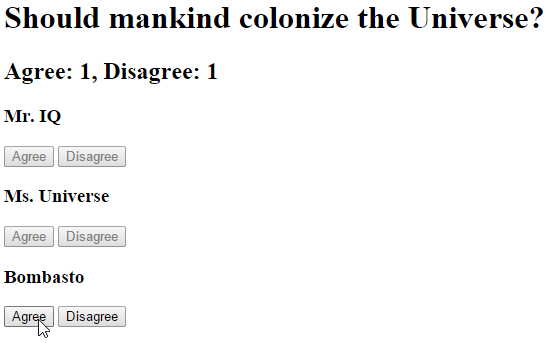 Should mankind colonize the Universe?
Agree: 1, Disagree: 1
Mr. IQ
Agree Disagree
Ms. Universe
Agree Disagree
Bombasto
Agree Disagree